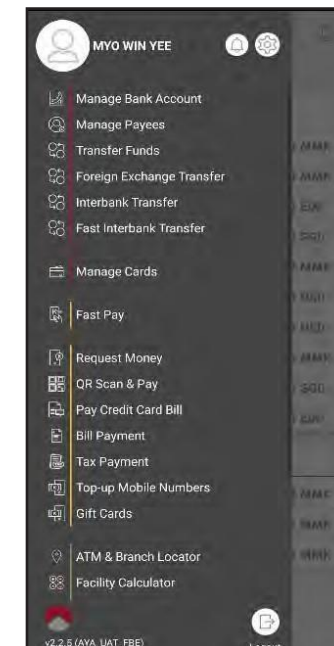 MYO WIN YEE
Manage Bank Account
Manage Payees
Transfer Funds
Foreign Exchange Transfer
Interbank Transfer
Fast Interbank Transfer
Manage Cards
Fast Pay
Request Money
QR Scan & Pay
Pay Credit Card Bill
Bill Payment
Tax Payment
Top-up Mobile Numbers
Gift Cards
ATM & Branch Locator
Facility Calculator
v2.2.5 (AYA_UAT_FBE)
Logout